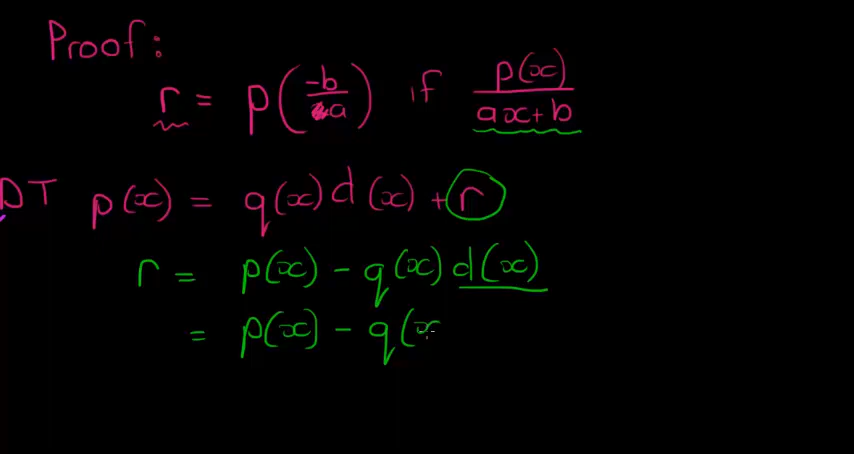 Proof:
r = p(-b/a) if p(x)/(ax+b)
DT p(x) = q(x)d(x) + r
r = p(x) - q(x)d(x)
= p(x) - q(x